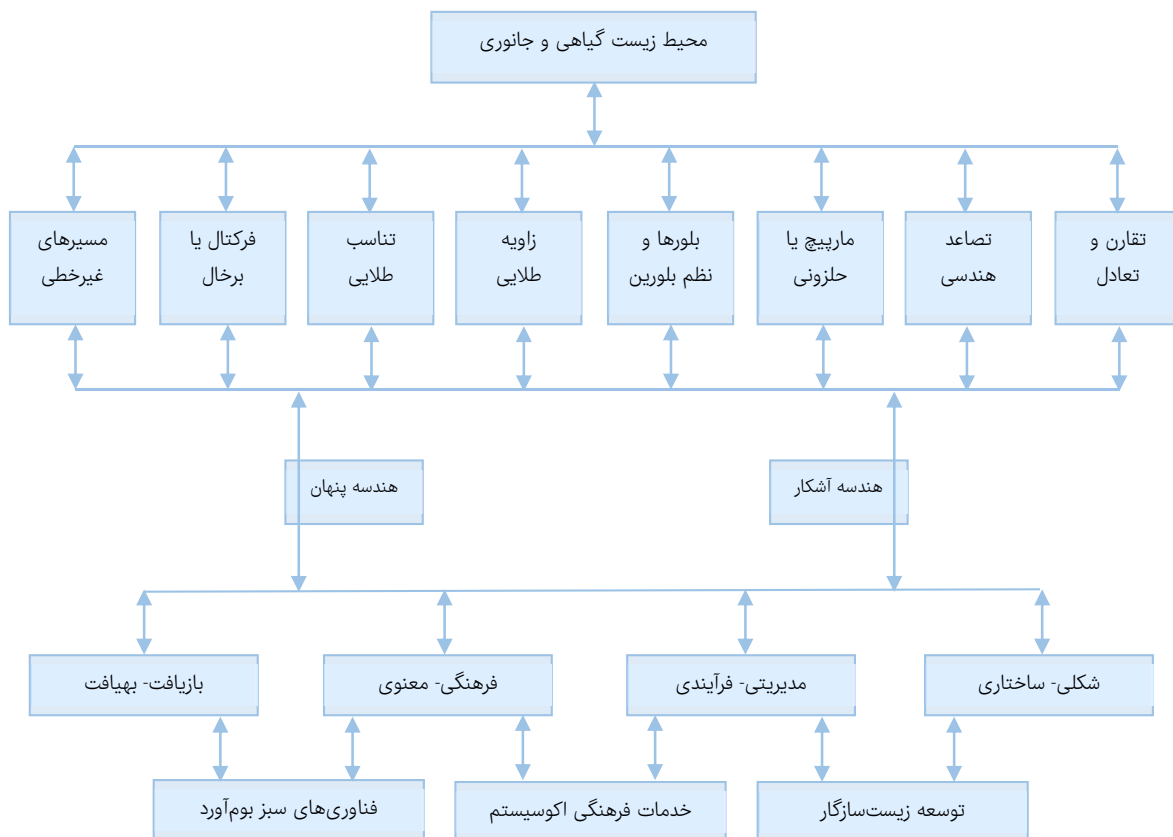 محیط زیست گیاهی و جانوری
تقارن و
تعادل
تصاعد
هندسی
مارپیچ یا
حلزونی
بلورها و
نظم بلورین
زاویه
طلایی
تناسب
طلایی
فرکتال یا
برخال
مسیرهای
غیرخطی
هندسه آشکار
هندسه پنهان
شکلی- ساختاری
مدیریتی- فرآیندی
فرهنگی- معنوی
بازیافت- بهیافت
توسعه زیست‌سازگار
خدمات فرهنگی اکوسیستم
فناوری‌های سبز بوم‌آورد